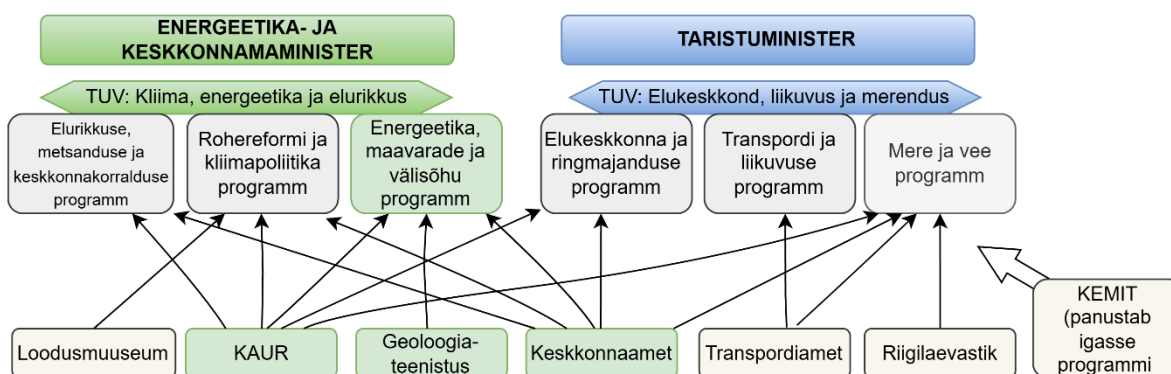 ENERGEETIKA- JA
KESKKONNAMAMINISTER
TARISTUMINISTER
TUV: Kliima, energeetika ja elurikkus
TUV: Elukeskkond, liikuvus ja merendus
Elurikkuse,
metsanduse ja
keskkonnakorralduse
programm
Rohereformi ja
kliimapoliitika
programm
Energeetika,
maavarade ja
välisõhu
programm
Elukeskkonna ja
ringmajanduse
programm
Transpordi ja
liikuvuse
programm
Mere ja vee
programm
Loodusmuuseum
KAUR
Geoloogia-
teenistus
Keskkonnaamet
Transpordiamet
Riigilaevastik
KEMIT
(panustab
igasse
programmi